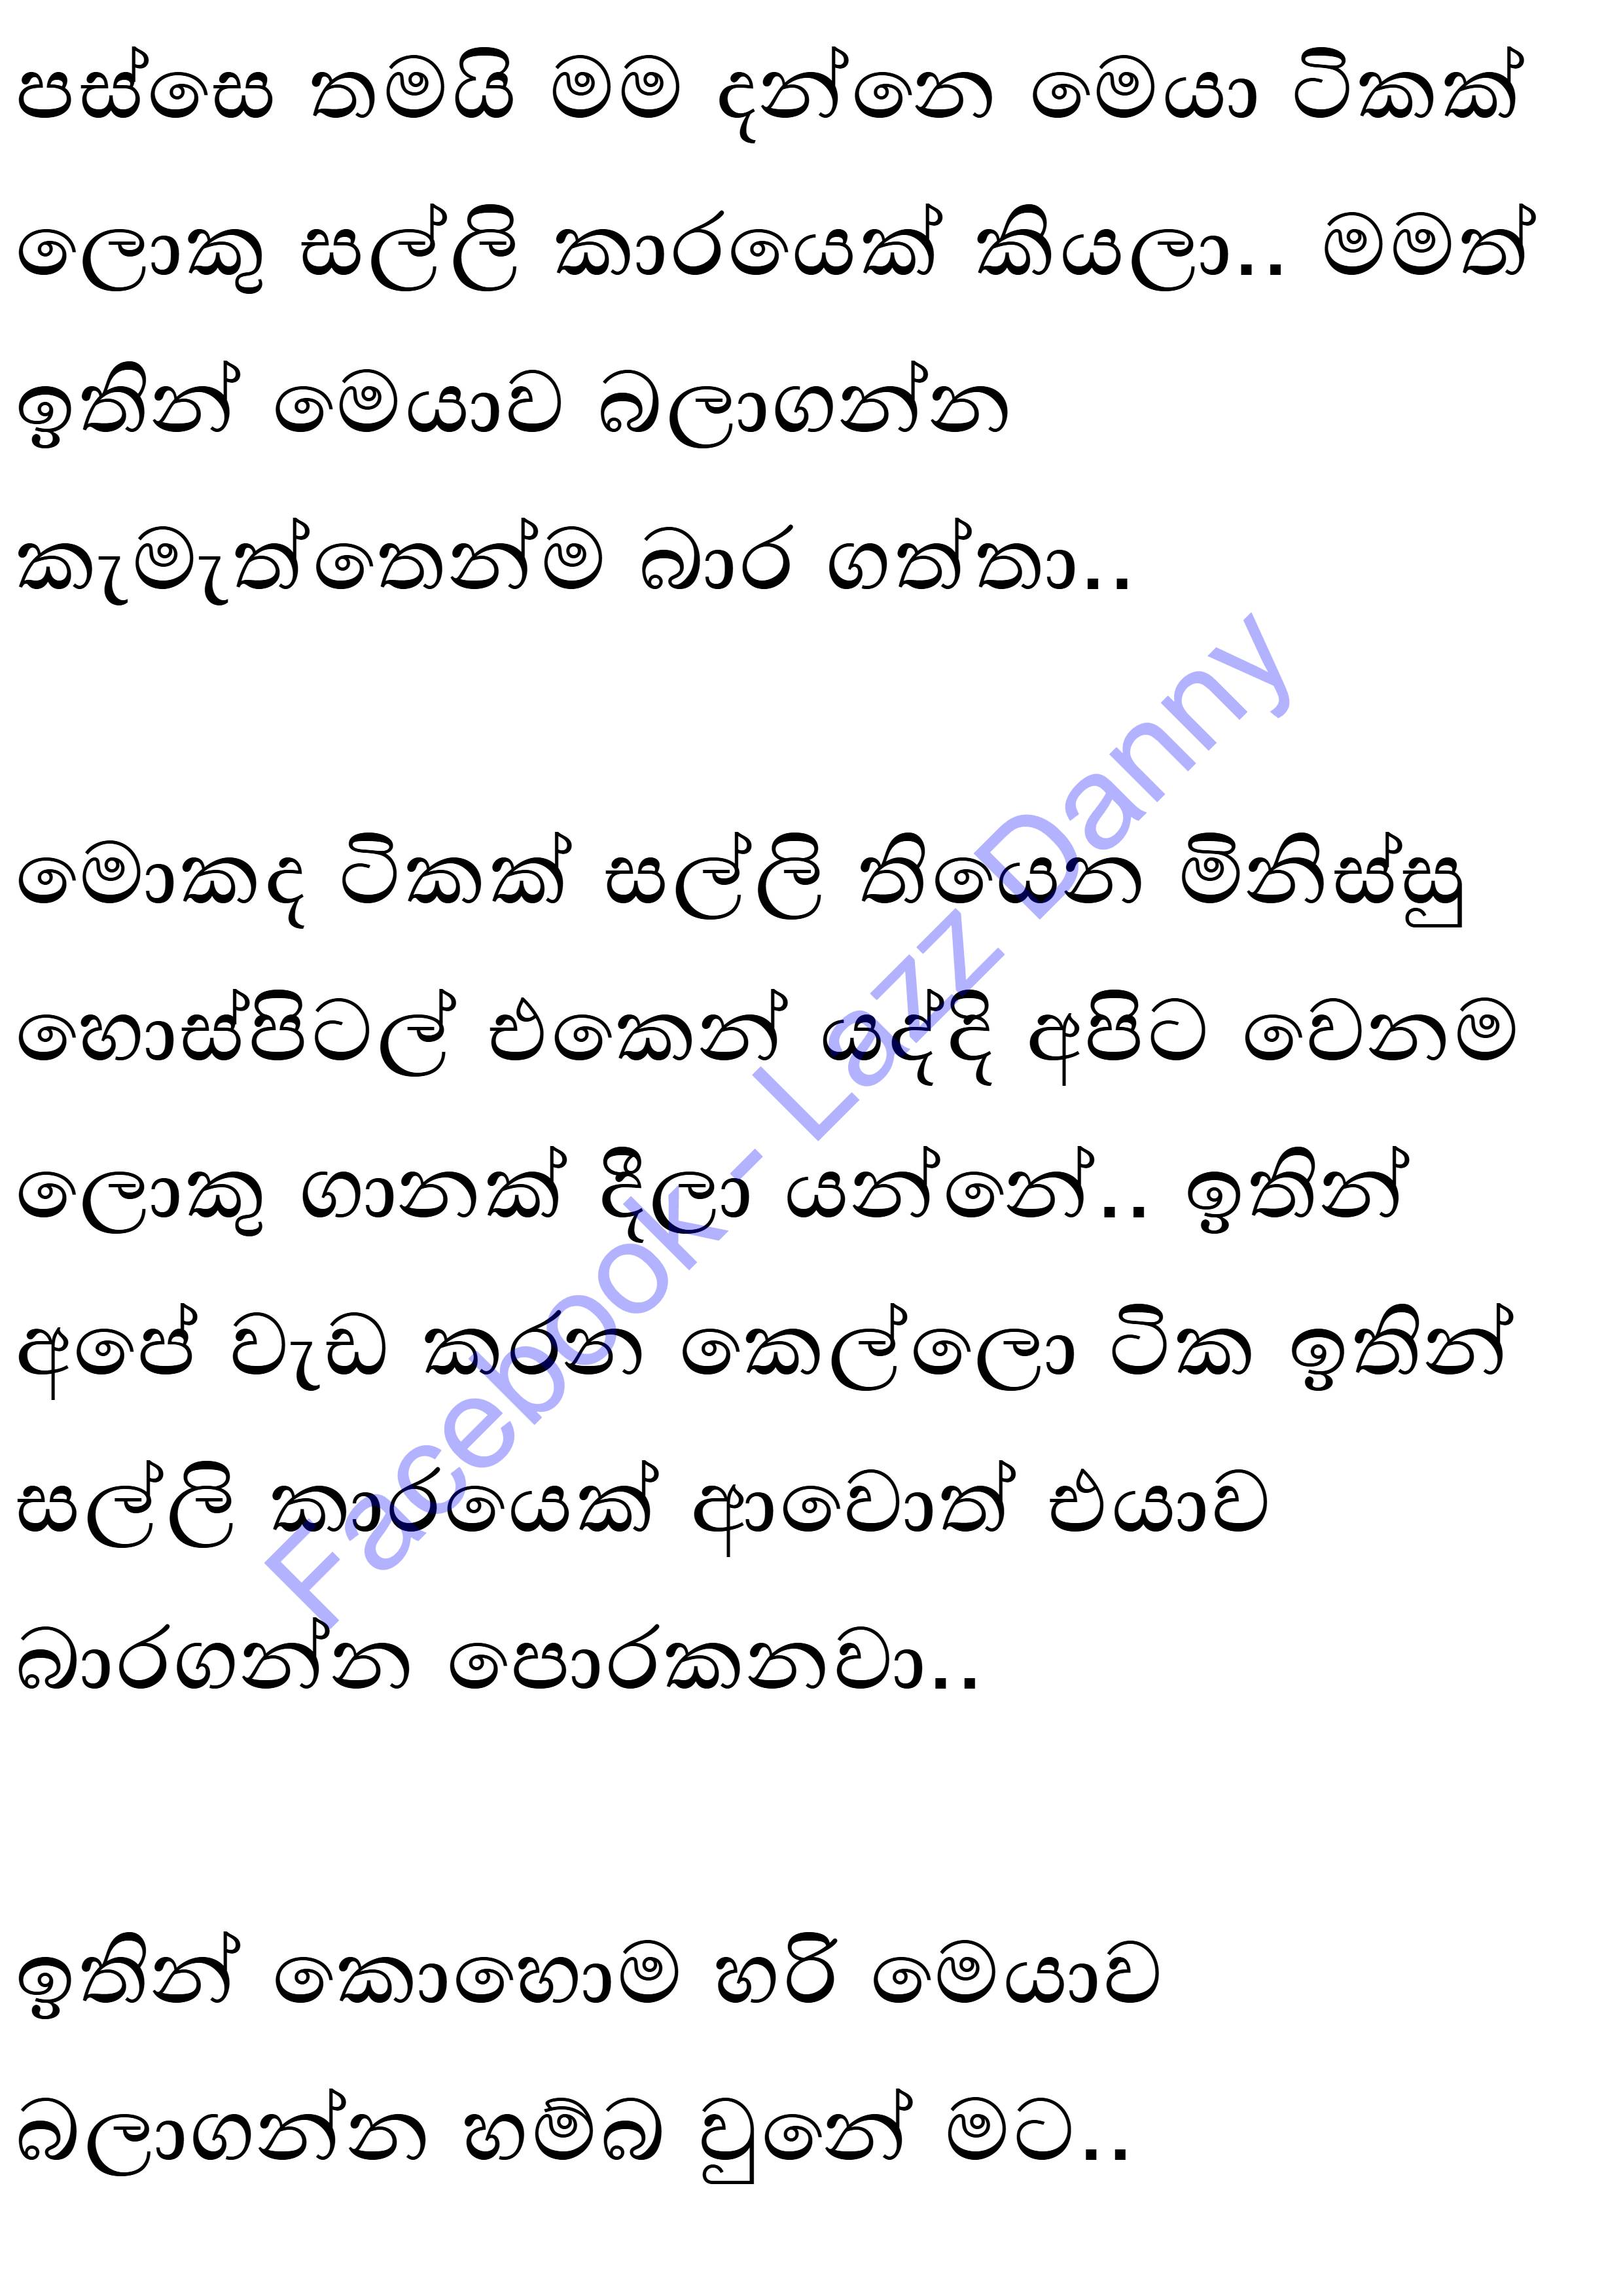 පස්සෙ තමයි මම දන්නෙ මෙයා ටිකක්
ලොකු සල්ලි කාරයෙක් කියලා.. මමත්
ඉතින් මෙයාව බලාගන්න
කැමැත්තෙන්ම බාර ගත්තා..
මොකද ටිකක් සල්ලි තියෙන මිනිස්සු
හොස්පිටල් එකෙන් යද්දි අපිට වෙනම
ලොකු ගානක් දීලා යන්නේ.. ඉතින්
අපේ වැඩ කරන කෙල්ලො ටික ඉතින්
සල්ලි කාරයෙක් ආවොත් එයාව
බාරගන්න පොරකනවා..
ඉතින් කොහොම හරි මෙයාව
බලාගන්න හම්බ වුනේ මට..
Facebook- Lazz Danny